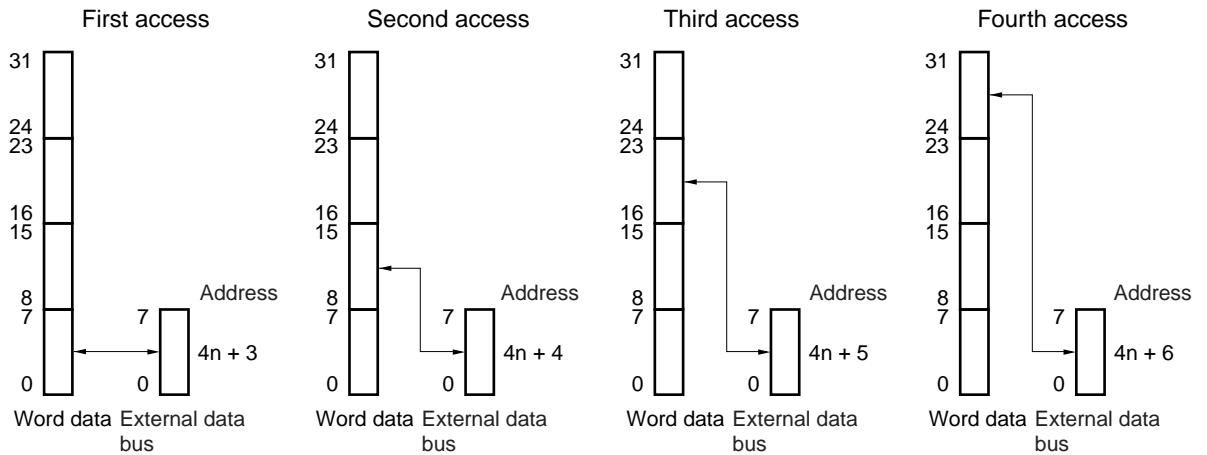 First access
Second access
Third access
Fourth access
31
24
23
16
15
8
7
0
7
0
Address
4n + 3
Word data External data
bus
31
24
23
16
15
8
7
0
7
0
Address
4n + 4
Word data External data
bus
31
24
23
16
15
8
7
0
7
0
Address
4n + 5
Word data External data
bus
31
24
23
16
15
8
7
0
7
0
Address
4n + 6
Word data External data
bus